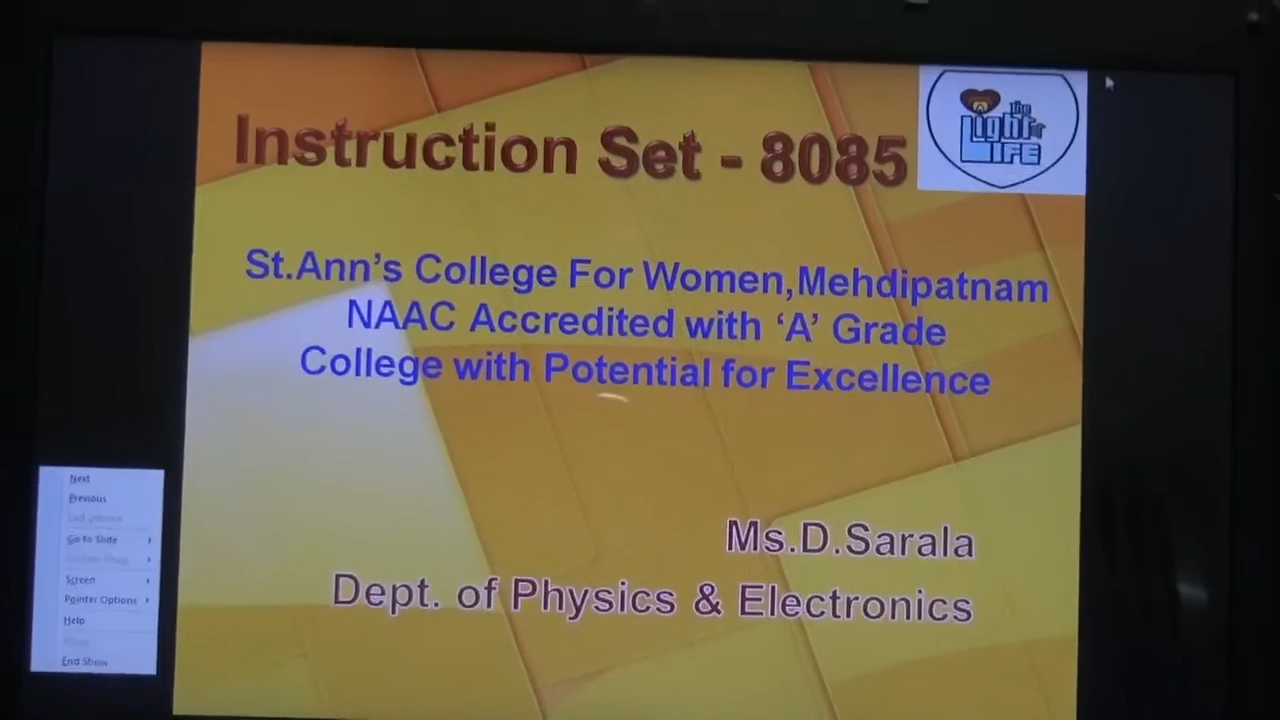 Instruction Set - 8085
The
Light of
LIFE
St.Ann's College For Women,Mehdipatnam
NAAC Accredited with ‘A’ Grade
College with Potential for Excellence
Ms.D.Sarala
Dept. of Physics & Electronics
Next
Previous
Go to Slide
Screen
Pointer Options
Help
End Show